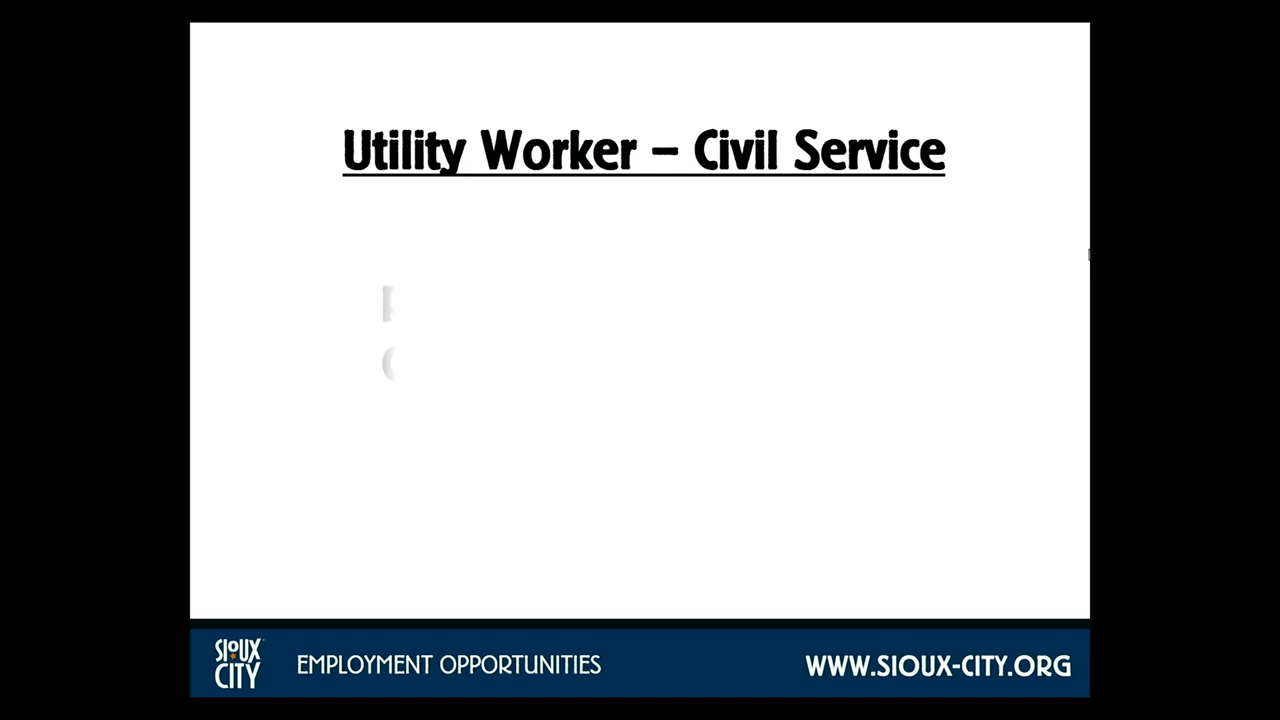 Utility Worker – Civil Service
SIOUX
CITY
EMPLOYMENT OPPORTUNITIES
WWW.SIOUX-CITY.ORG